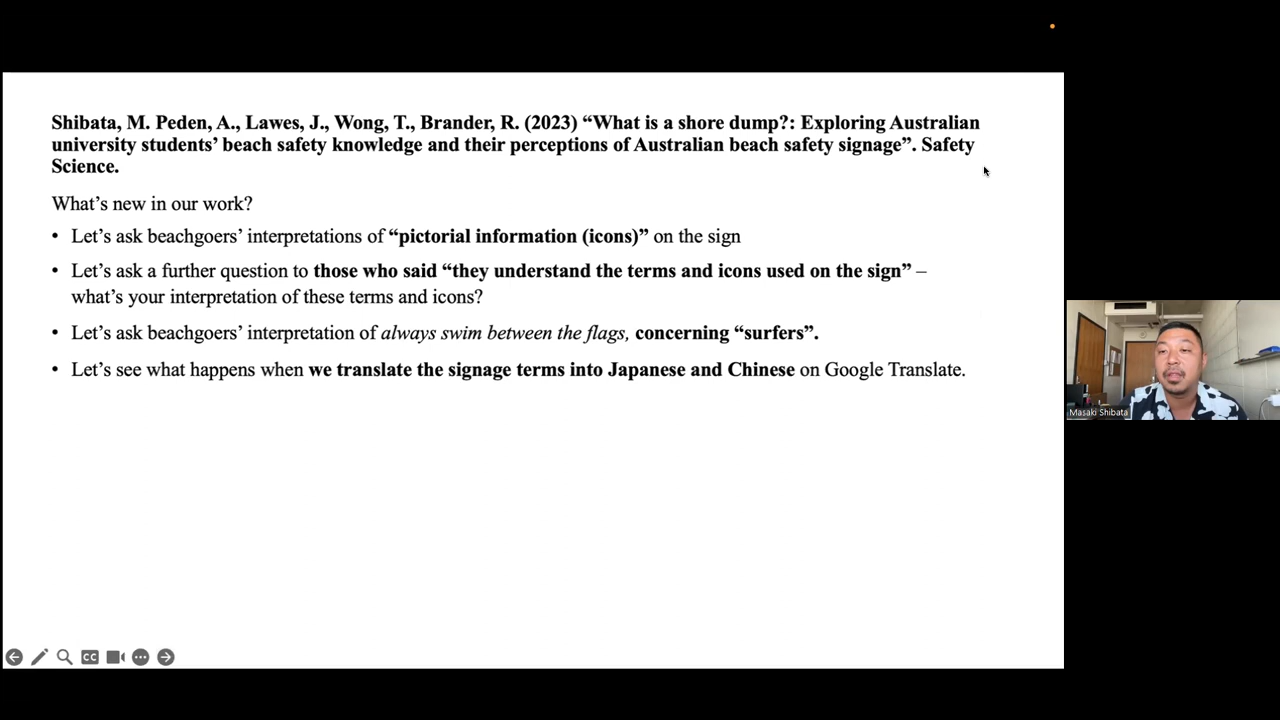 Shibata, M. Peden, A., Lawes, J., Wong, T., Brander, R. (2023) “What is a shore dump?: Exploring Australian
university students’ beach safety knowledge and their perceptions of Australian beach safety signage”. Safety
Science.
What’s new in our work?
• Let’s ask beachgoers’ interpretations of “pictorial information (icons)” on the sign
• Let’s ask a further question to those who said “they understand the terms and icons used on the sign” –
what’s your interpretation of these terms and icons?
• Let’s ask beachgoers’ interpretation of always swim between the flags, concerning “surfers”.
• Let’s see what happens when we translate the signage terms into Japanese and Chinese on Google Translate.
Masaki Shibata
CC